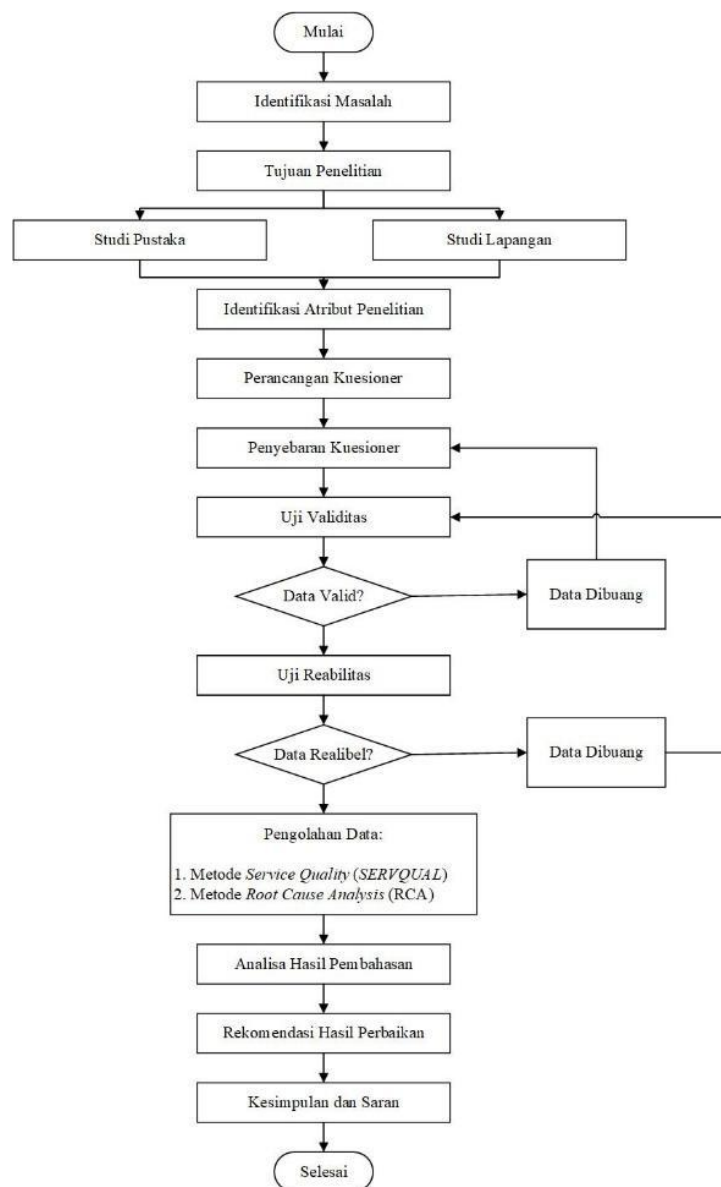 Mulai
Identifikasi Masalah
Tujuan Penelitian
Studi Pustaka
Studi Lapangan
Identifikasi Atribut Penelitian
Perancangan Kuesioner
Penyebaran Kuesioner
Uji Validitas
Data Valid?
Data Dibuang
Uji Reabilitas
Data Realibel?
Data Dibuang
Pengolahan Data:
1. Metode Service Quality (SERVQUAL)
2. Metode Root Cause Analysis (RCA)
Analisa Hasil Pembahasan
Rekomendasi Hasil Perbaikan
Kesimpulan dan Saran
Selesai